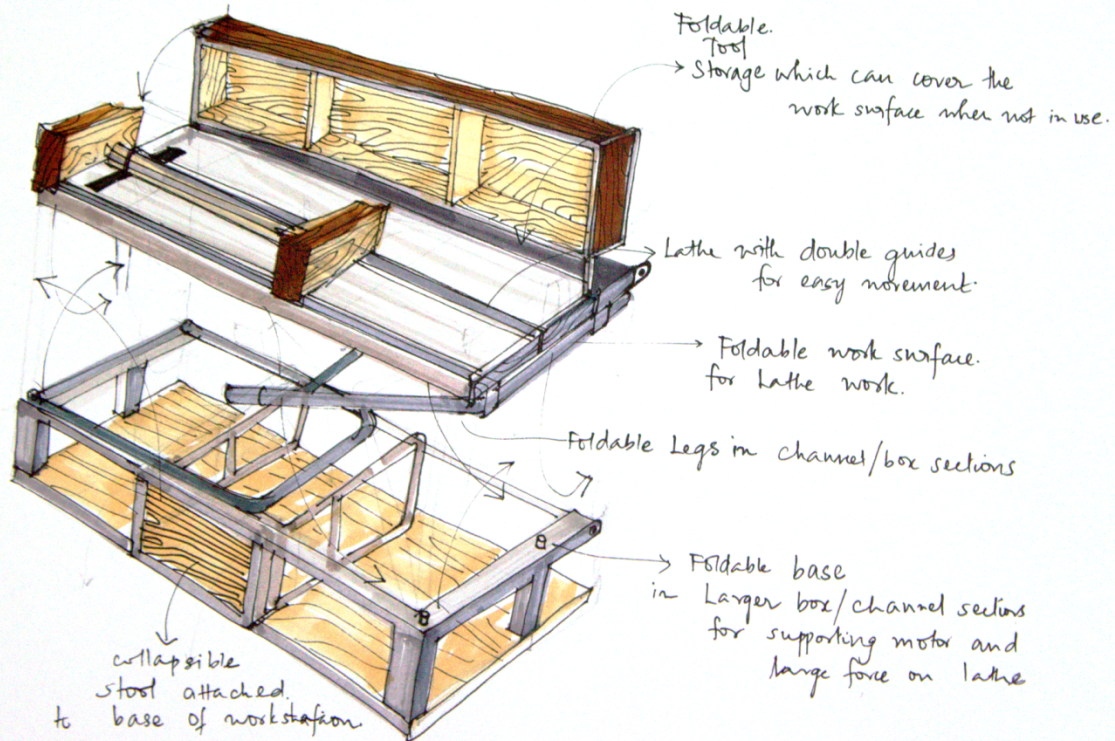 Foldable.
Tool
Storage which can cover the
work surface when not in use.
Lathe with double guides
for easy movement.
Foldable work surface.
for Lathe work.
Foldable Legs in channel/box sections
Foldable base
in Larger box/channel sections
for supporting motor and
large force on lathe
collapsible
stool attached.
to base of workstation.